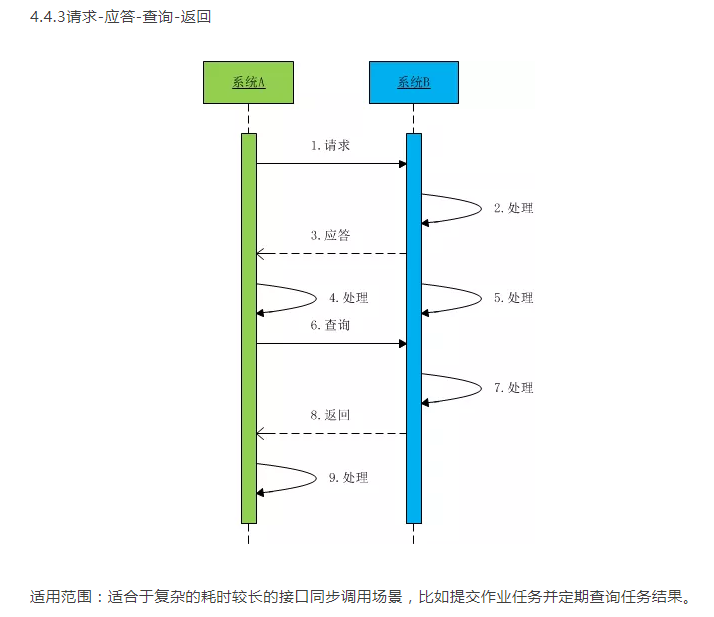 4.4.3请求-应答-查询-返回
系统A
系统B
1.请求
2.处理
3.应答
4.处理
5.处理
6.查询
7.处理
8.返回
9.处理
适用范围：适合于复杂的耗时较长的接口同步调用场景，比如提交作业任务并定期查询任务结果。